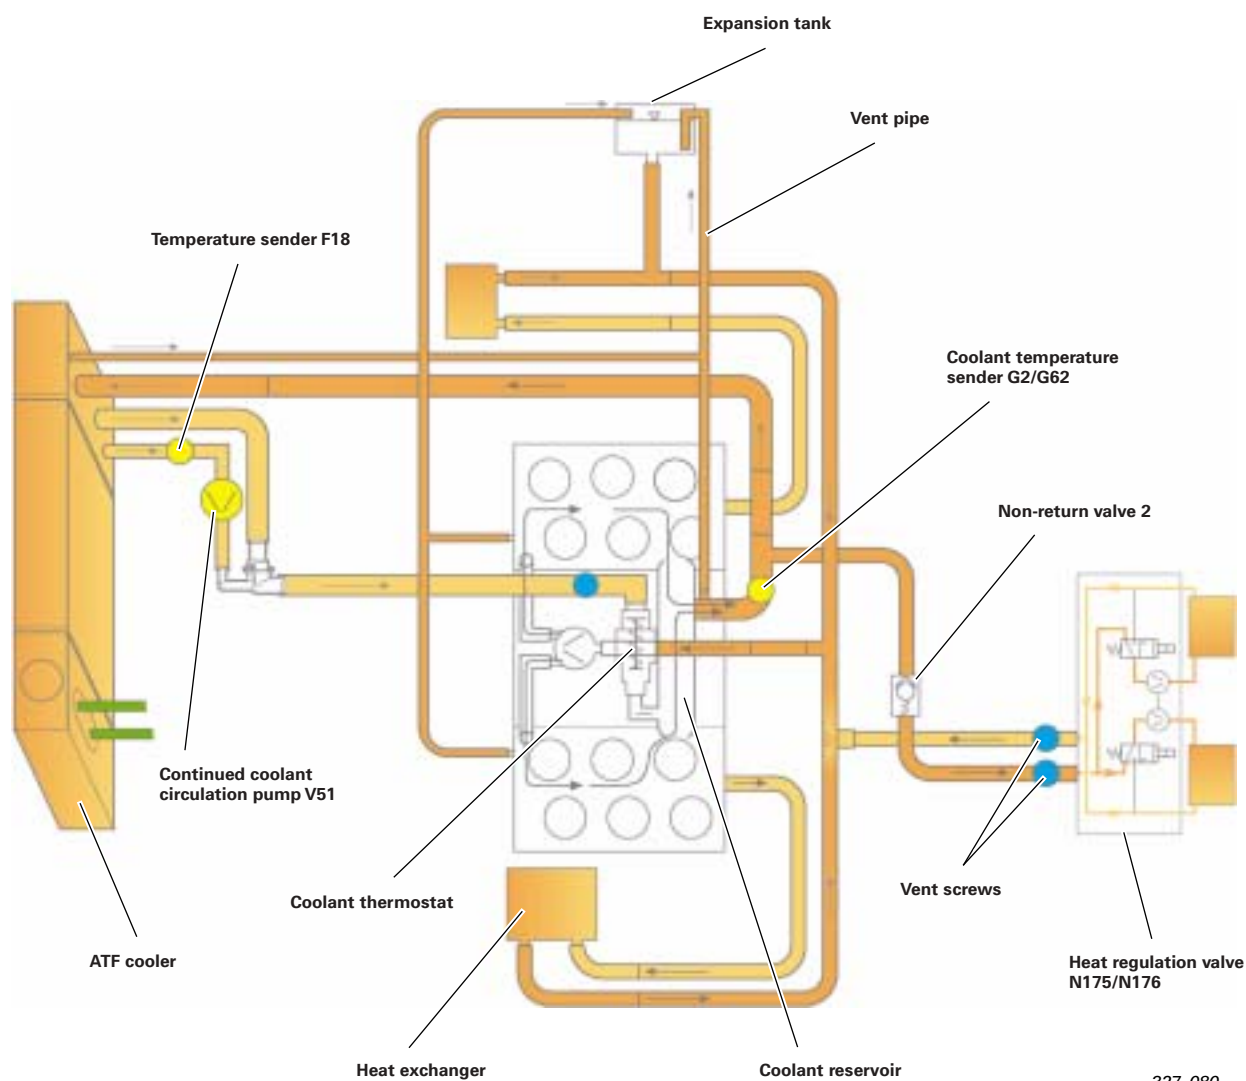 Expansion tank
Vent pipe
Temperature sender F18
Coolant temperature
sender G2/G62
Non-return valve 2
Continued coolant
circulation pump V51
Coolant thermostat
Vent screws
ATF cooler
Heat regulation valve
N175/N176
Heat exchanger
Coolant reservoir